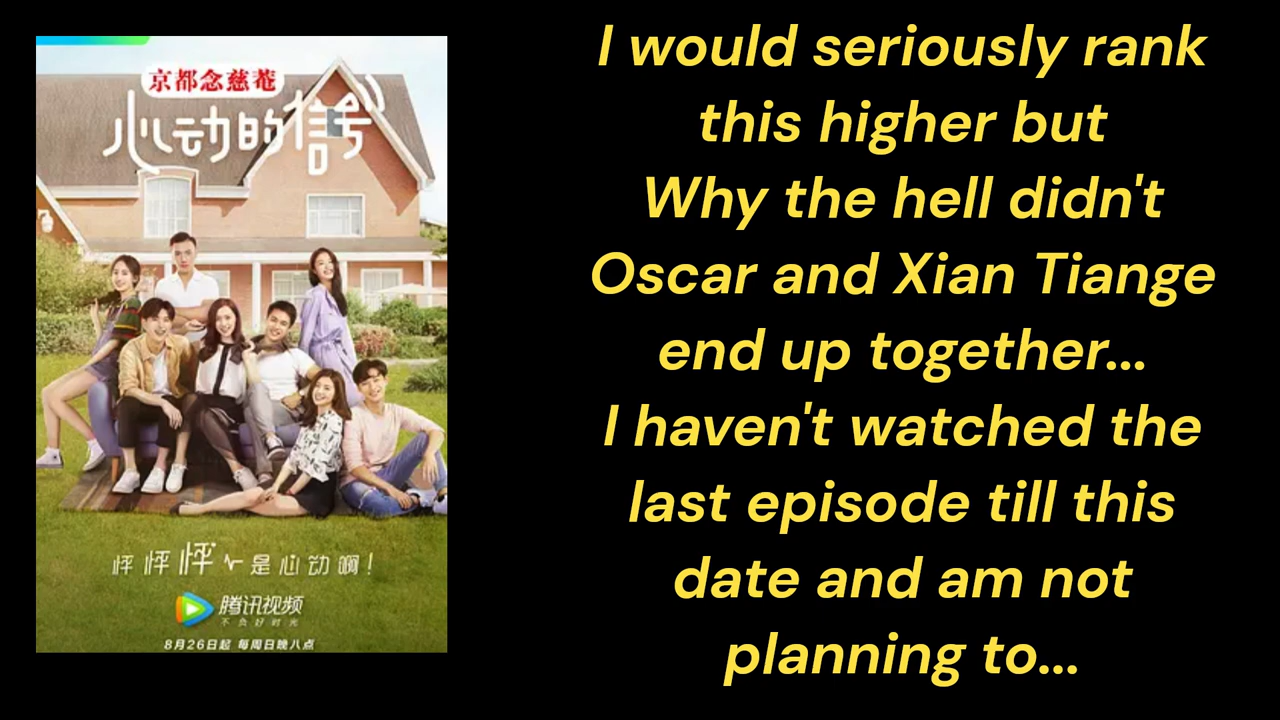 京都念慈菴
心动的信号
怦怦怦是心动啊!
腾讯视频
不负好时光
8月26日起 每周日晚八点
I would seriously rank
this higher but
Why the hell didn't
Oscar and Xian Tiange
end up together...
I haven't watched the
last episode till this
date and am not
planning to...